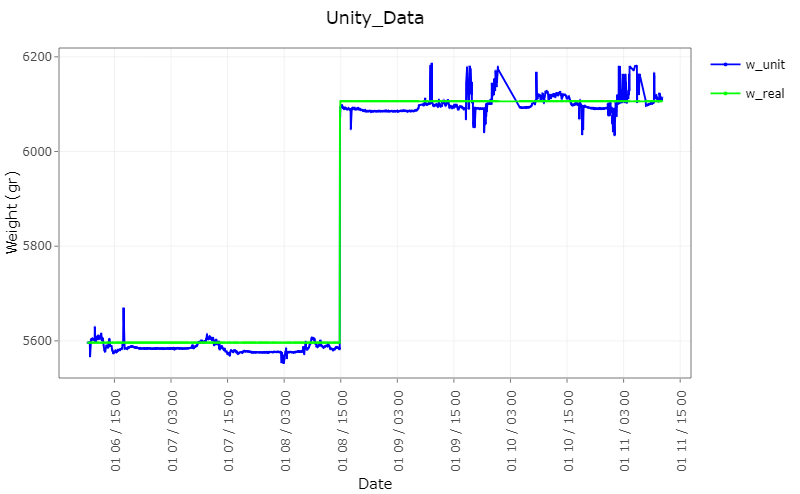 Unity_Data
w_unit
w_real
6200
6000
5800
5600
Weight (gr)
01 06 / 15 00
01 07 / 03 00
01 07 / 15 00
01 08 / 03 00
01 08 / 15 00
01 09 / 03 00
01 09 / 15 00
01 10 / 03 00
01 10 / 15 00
01 11 / 03 00
01 11 / 15 00
Date